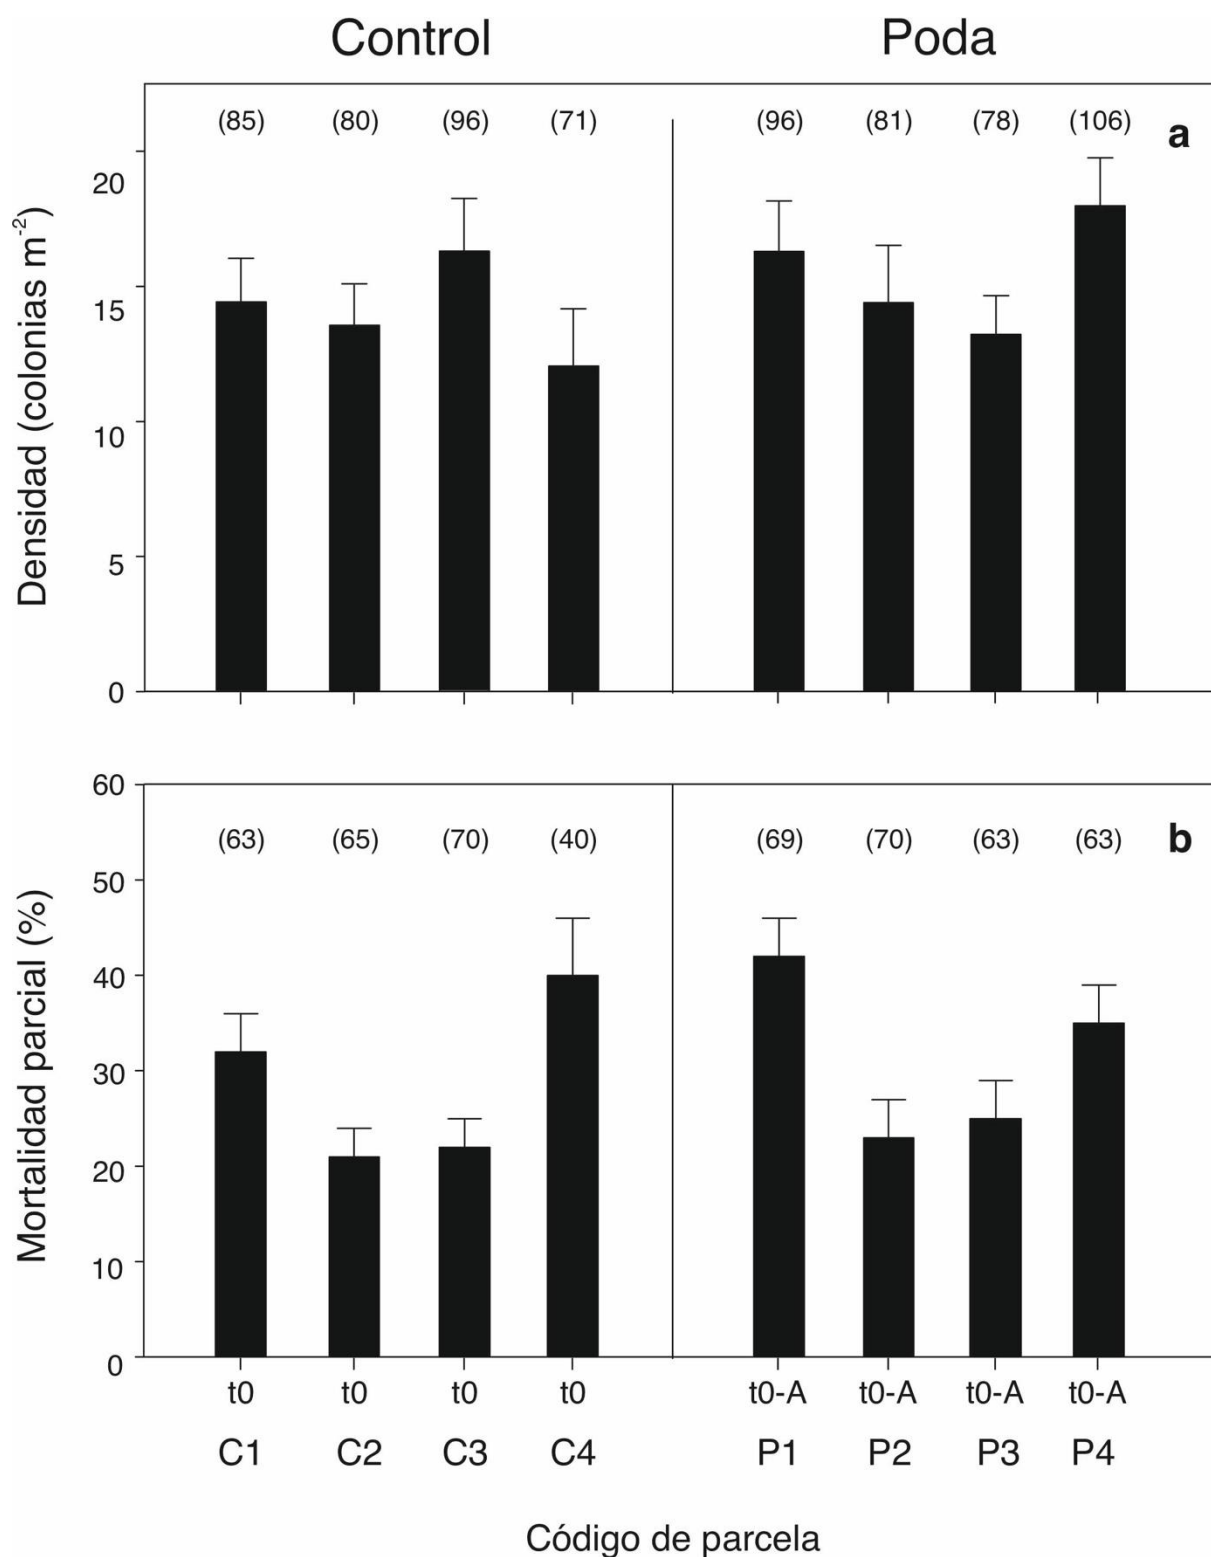 Control Poda
(85) (80) (96) (71) (96) (81) (78) (106) a
20
15
10
5
0
Densidad (colonias m-2)
60
50
40
30
20
10
0
(63) (65) (70) (40) (69) (70) (63) (63) b
Mortalidad parcial (%)
t0 t0 t0 t0 t0-A t0-A t0-A t0-A
C1 C2 C3 C4 P1 P2 P3 P4
Código de parcela